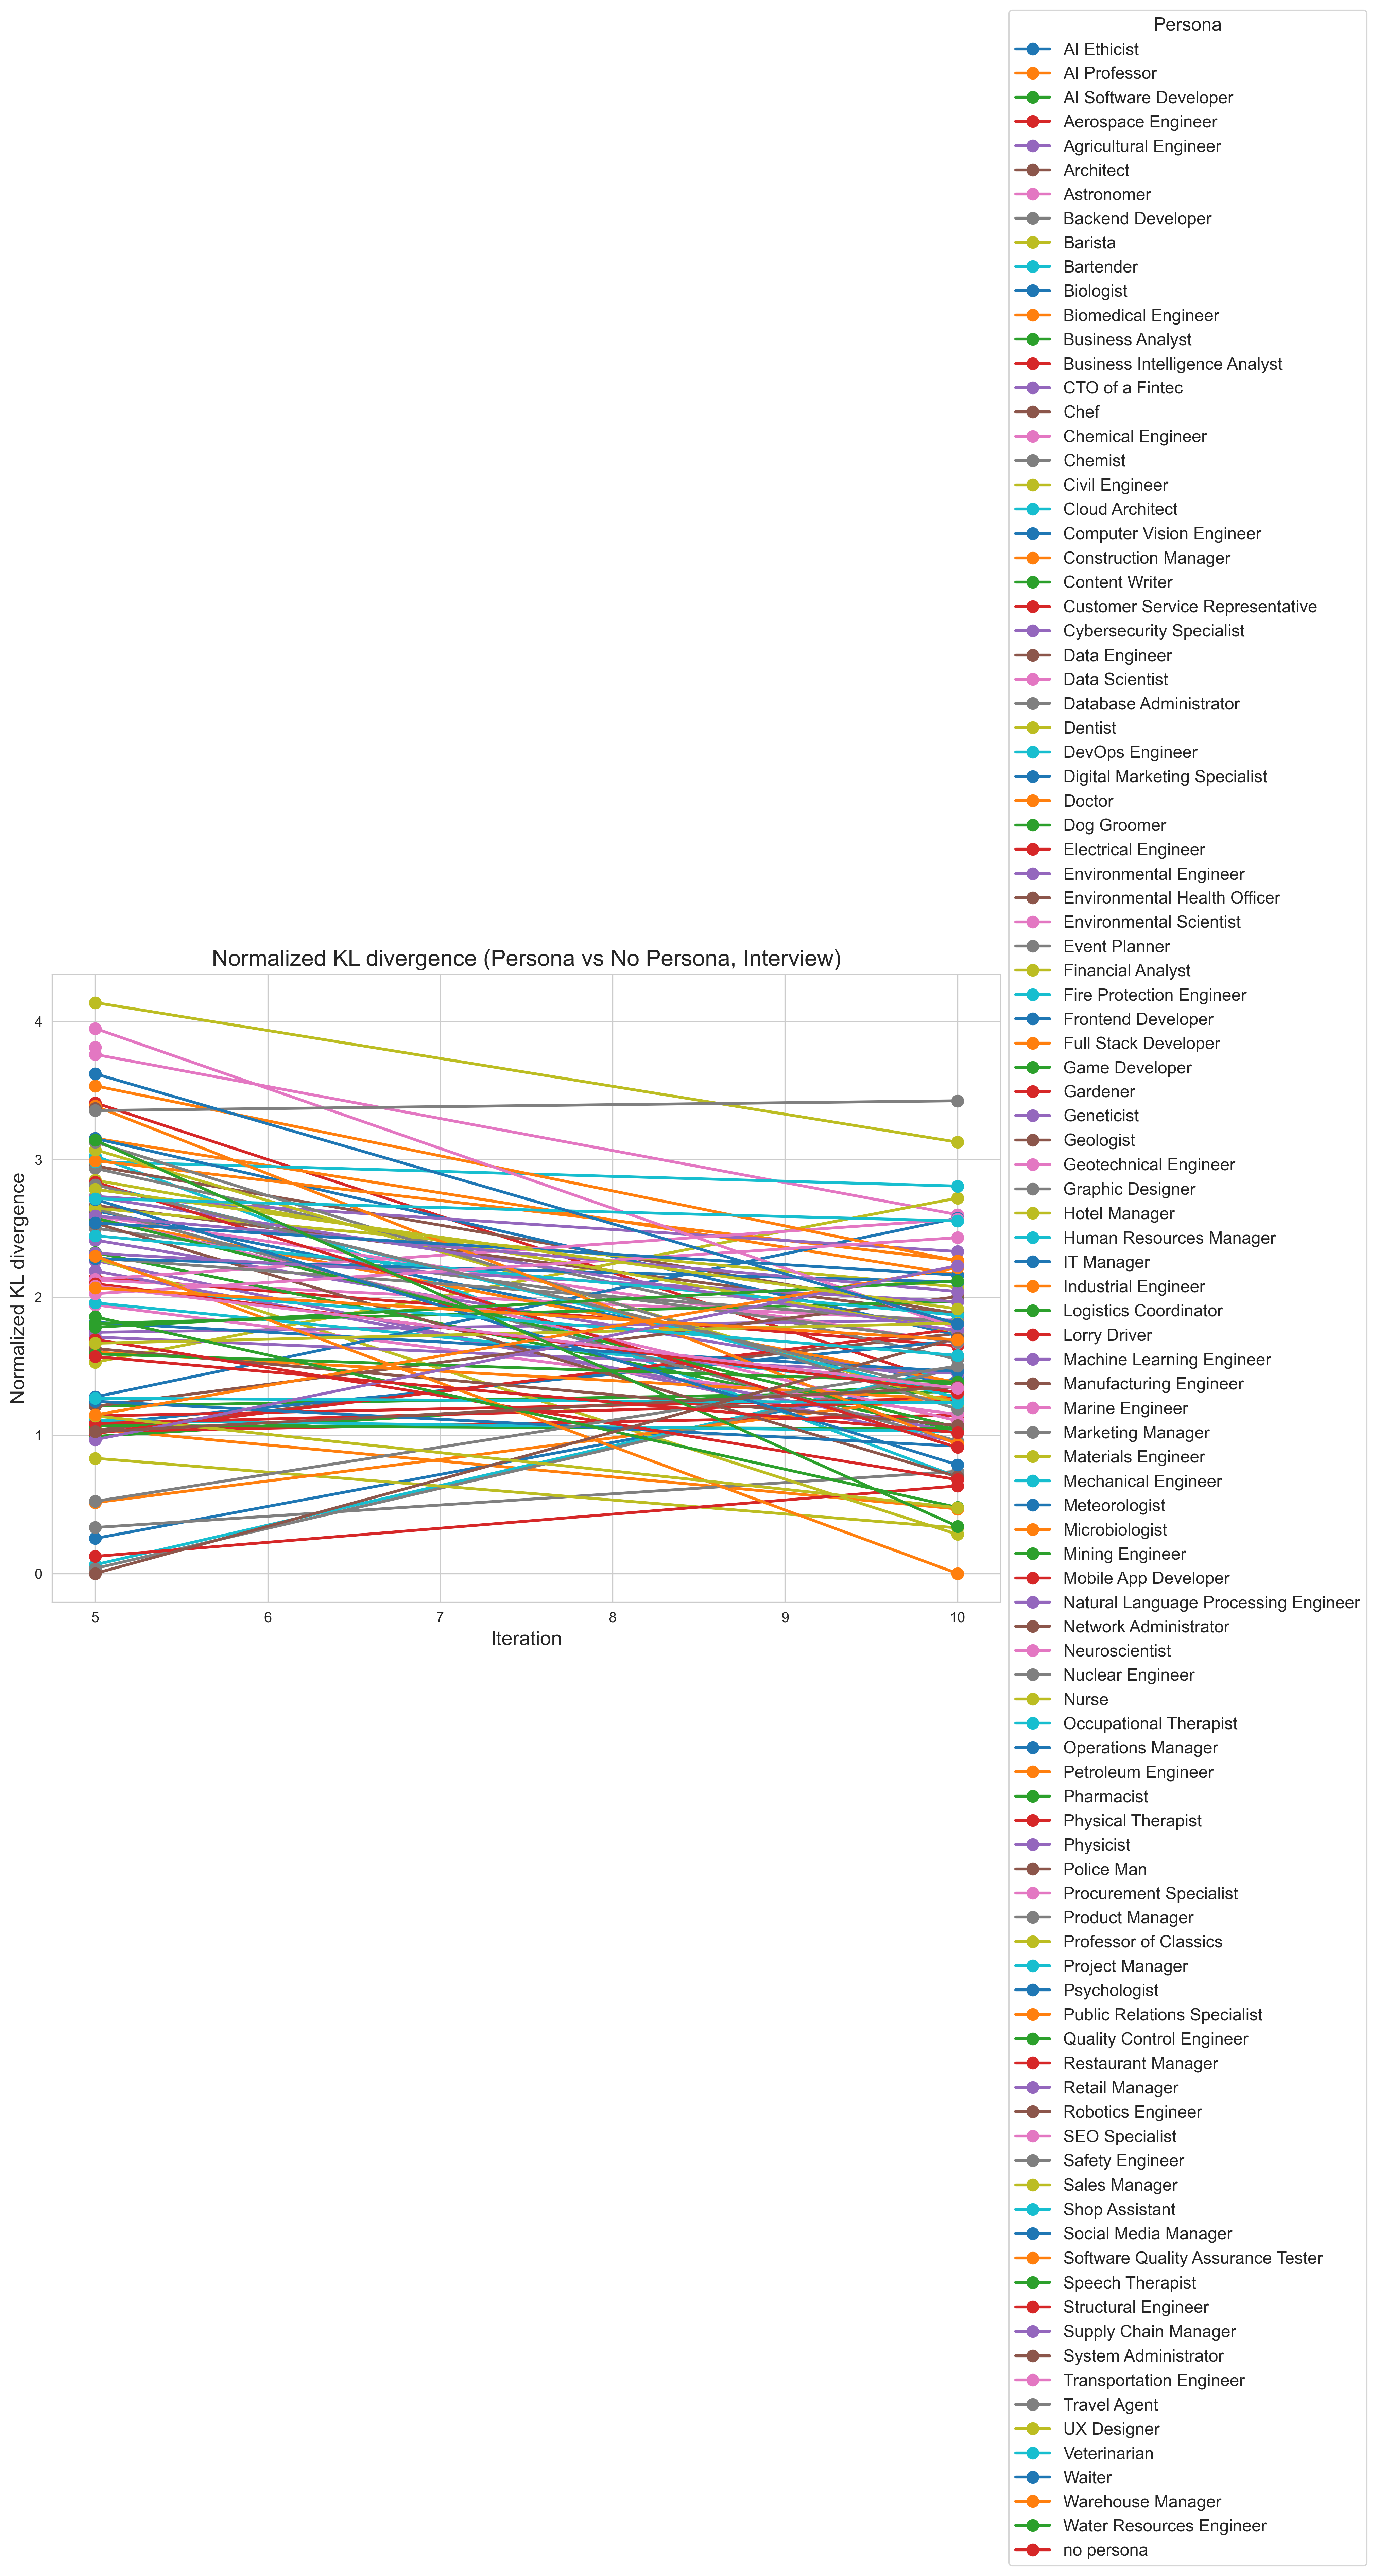 Persona
AI Ethicist
AI Professor
AI Software Developer
Aerospace Engineer
Agricultural Engineer
Architect
Astronomer
Backend Developer
Barista
Bartender
Biologist
Biomedical Engineer
Business Analyst
Business Intelligence Analyst
CTO of a Fintec
Chef
Chemical Engineer
Chemist
Civil Engineer
Cloud Architect
Computer Vision Engineer
Construction Manager
Content Writer
Customer Service Representative
Cybersecurity Specialist
Data Engineer
Data Scientist
Database Administrator
Dentist
DevOps Engineer
Digital Marketing Specialist
Doctor
Dog Groomer
Electrical Engineer
Environmental Engineer
Environmental Health Officer
Environmental Scientist
Event Planner
Financial Analyst
Fire Protection Engineer
Frontend Developer
Full Stack Developer
Game Developer
Gardener
Geneticist
Geologist
Geotechnical Engineer
Graphic Designer
Hotel Manager
Human Resources Manager
IT Manager
Industrial Engineer
Logistics Coordinator
Lorry Driver
Machine Learning Engineer
Manufacturing Engineer
Marine Engineer
Marketing Manager
Materials Engineer
Mechanical Engineer
Meteorologist
Microbiologist
Mining Engineer
Mobile App Developer
Natural Language Processing Engineer
Network Administrator
Neuroscientist
Nuclear Engineer
Nurse
Occupational Therapist
Operations Manager
Petroleum Engineer
Pharmacist
Physical Therapist
Physicist
Police Man
Procurement Specialist
Product Manager
Professor of Classics
Project Manager
Psychologist
Public Relations Specialist
Quality Control Engineer
Restaurant Manager
Retail Manager
Robotics Engineer
SEO Specialist
Safety Engineer
Sales Manager
Shop Assistant
Social Media Manager
Software Quality Assurance Tester
Speech Therapist
Structural Engineer
Supply Chain Manager
System Administrator
Transportation Engineer
Travel Agent
UX Designer
Veterinarian
Waiter
Warehouse Manager
Water Resources Engineer
no persona
Normalized KL divergence (Persona vs No Persona, Interview)
Normalized KL divergence
4
3
2
1
0
5 6 7 8 9 10
Iteration